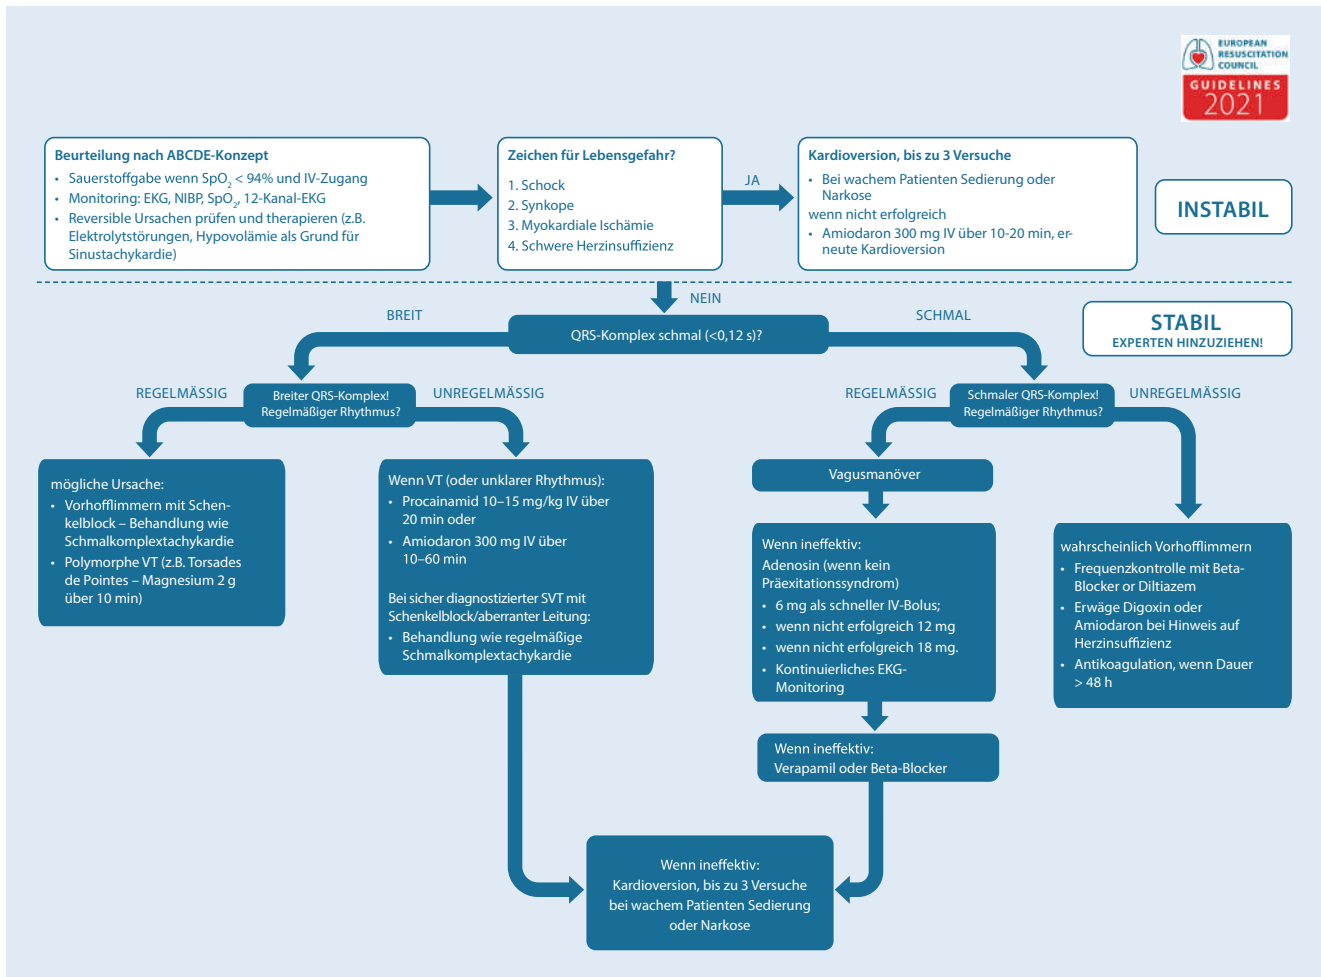 EUROPEAN
RESUSCITATION
COUNCIL
GUIDELINES
2021
Beurteilung nach ABCDE-Konzept
• Sauerstoffgabe wenn SpO2 < 94% und IV-Zugang
• Monitoring: EKG, NIBP, SpO2, 12-Kanal-EKG
• Reversible Ursachen prüfen und therapieren (z.B.
Elektrolytstörungen, Hypovolämie als Grund für
Sinustachykardie)
Zeichen für Lebensgefahr?
1. Schock
2. Synkope
3. Myokardiale Ischämie
4. Schwere Herzinsuffizienz
JA
Kardioversion, bis zu 3 Versuche
• Bei wachem Patienten Sedierung oder
Narkose
wenn nicht erfolgreich
• Amiodaron 300 mg IV über 10-20 min, er-
neute Kardioversion
INSTABIL
NEIN
STABIL
EXPERTEN HINZUZIEHEN!
BREIT
QRS-Komplex schmal (<0,12 s)?
SCHMAL
REGELMÄSSIG
Breiter QRS-Komplex!
Regelmäßiger Rhythmus?
UNREGELMÄSSIG
REGELMÄSSIG
Schmaler QRS-Komplex!
Regelmäßiger Rhythmus?
UNREGELMÄSSIG
mögliche Ursache:
• Vorhofflimmern mit Schen-
kelblock – Behandlung wie
Schmalkomplextachykardie
• Polymorphe VT (z.B. Torsades
de Pointes – Magnesium 2 g
über 10 min)
Wenn VT (oder unklarer Rhythmus):
• Procainamid 10–15 mg/kg IV über
20 min oder
• Amiodaron 300 mg IV über
10–60 min
Bei sicher diagnostizierter SVT mit
Schenkelblock/aberranter Leitung:
• Behandlung wie regelmäßige
Schmalkomplextachykardie
Vagusmanöver
Wenn ineffektiv:
Adenosin (wenn kein
Präexitationssyndrom)
• 6 mg als schneller IV-Bolus;
• wenn nicht erfolgreich 12 mg
• wenn nicht erfolgreich 18 mg.
• Kontinuierliches EKG-
Monitoring
wahrscheinlich Vorhofflimmern
• Frequenzkontrolle mit Beta-
Blocker or Diltiazem
• Erwäge Digoxin oder
Amiodaron bei Hinweis auf
Herzinsuffizienz
• Antikoagulation, wenn Dauer
> 48 h
Wenn ineffektiv:
Verapamil oder Beta-Blocker
Wenn ineffektiv:
Kardioversion, bis zu 3 Versuche
bei wachem Patienten Sedierung
oder Narkose